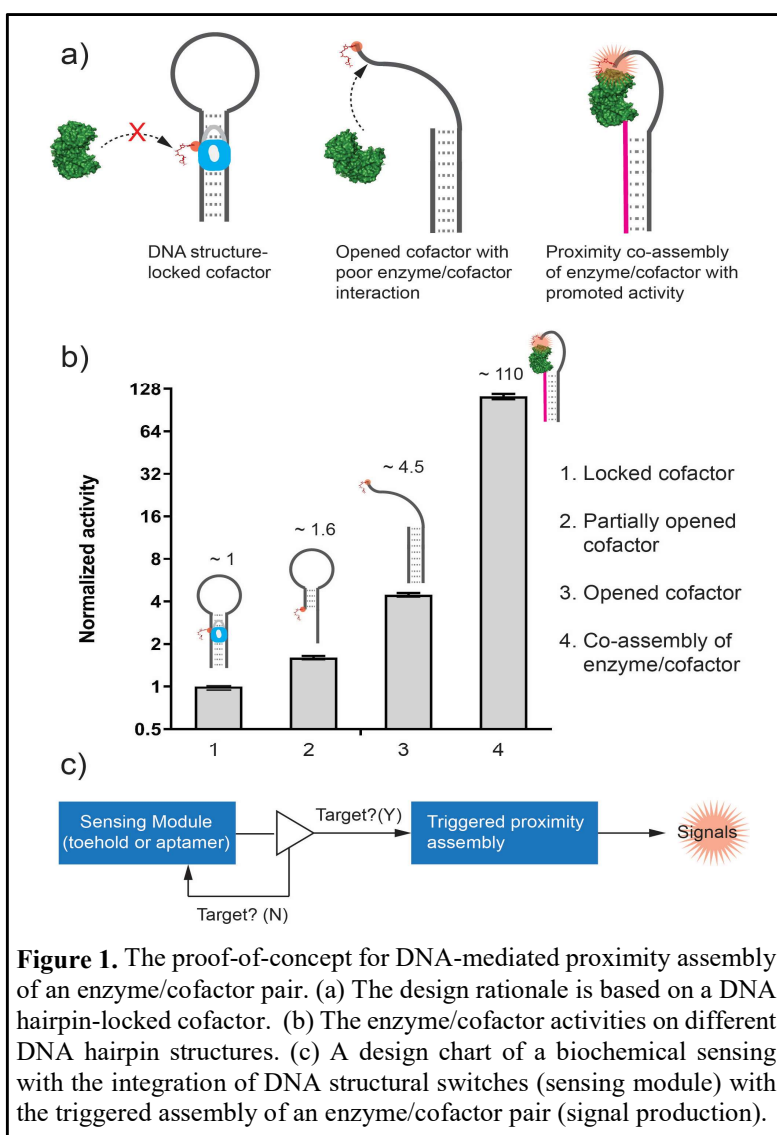 a)
X
DNA structure-
locked cofactor
Opened cofactor with
poor enzyme/cofactor
interaction
Proximity co-assembly
of enzyme/cofactor with
promoted activity
b)
Normalized activity
128
64
32
16
8
4
2
1
0.5
~ 1
~ 1.6
~ 4.5
~ 110
1
2
3
4
1. Locked cofactor
2. Partially opened
cofactor
3. Opened cofactor
4. Co-assembly of
enzyme/cofactor
c)
Sensing Module
(toehold or aptamer)
Target?(Y)
Target? (N)
Triggered proximity
assembly
Signals
Figure 1. The proof-of-concept for DNA-mediated proximity assembly
of an enzyme/cofactor pair. (a) The design rationale is based on a DNA
hairpin-locked cofactor. (b) The enzyme/cofactor activities on different
DNA hairpin structures. (c) A design chart of a biochemical sensing
with the integration of DNA structural switches (sensing module) with
the triggered assembly of an enzyme/cofactor pair (signal production).